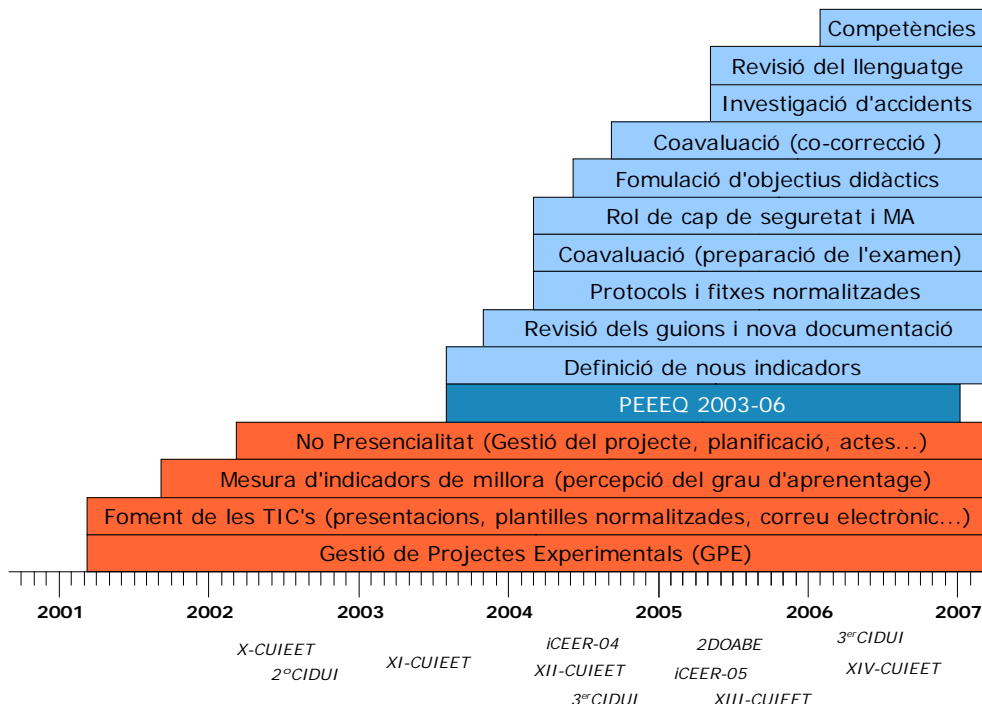 Competències
Revisió del llenguatge
Investigació d'accidents
Coavaluació (co-correcció )
Fomulació d'objectius didàctics
Rol de cap de seguretat i MA
Coavaluació (preparació de l'examen)
Protocols i fitxes normalitzades
Revisió dels guions i nova documentació
Definició de nous indicadors
PEEEQ 2003-06
No Presencialitat (Gestió del projecte, planificació, actes...)
Mesura d'indicadors de millora (percepció del grau d'aprenentage)
Foment de les TIC's (presentacions, plantilles normalitzades, correu electrònic...)
Gestió de Projectes Experimentals (GPE)
2001 2002 2003 2004 2005 2006 2007
X-CUIEET
2ºCIDUI
XI-CUIEET
iCEER-04
XII-CUIEET
3erCIDUI
2DOABE
iCEER-05
XIII-CUIEET
3erCIDUI
XIV-CUIEET